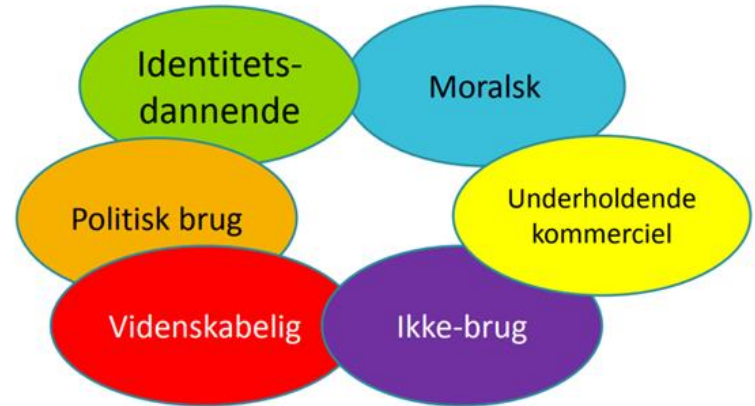 Identitets-
dannende
Moralsk
Politisk brug
Underholdende
kommerciel
Videnskabelig
Ikke-brug